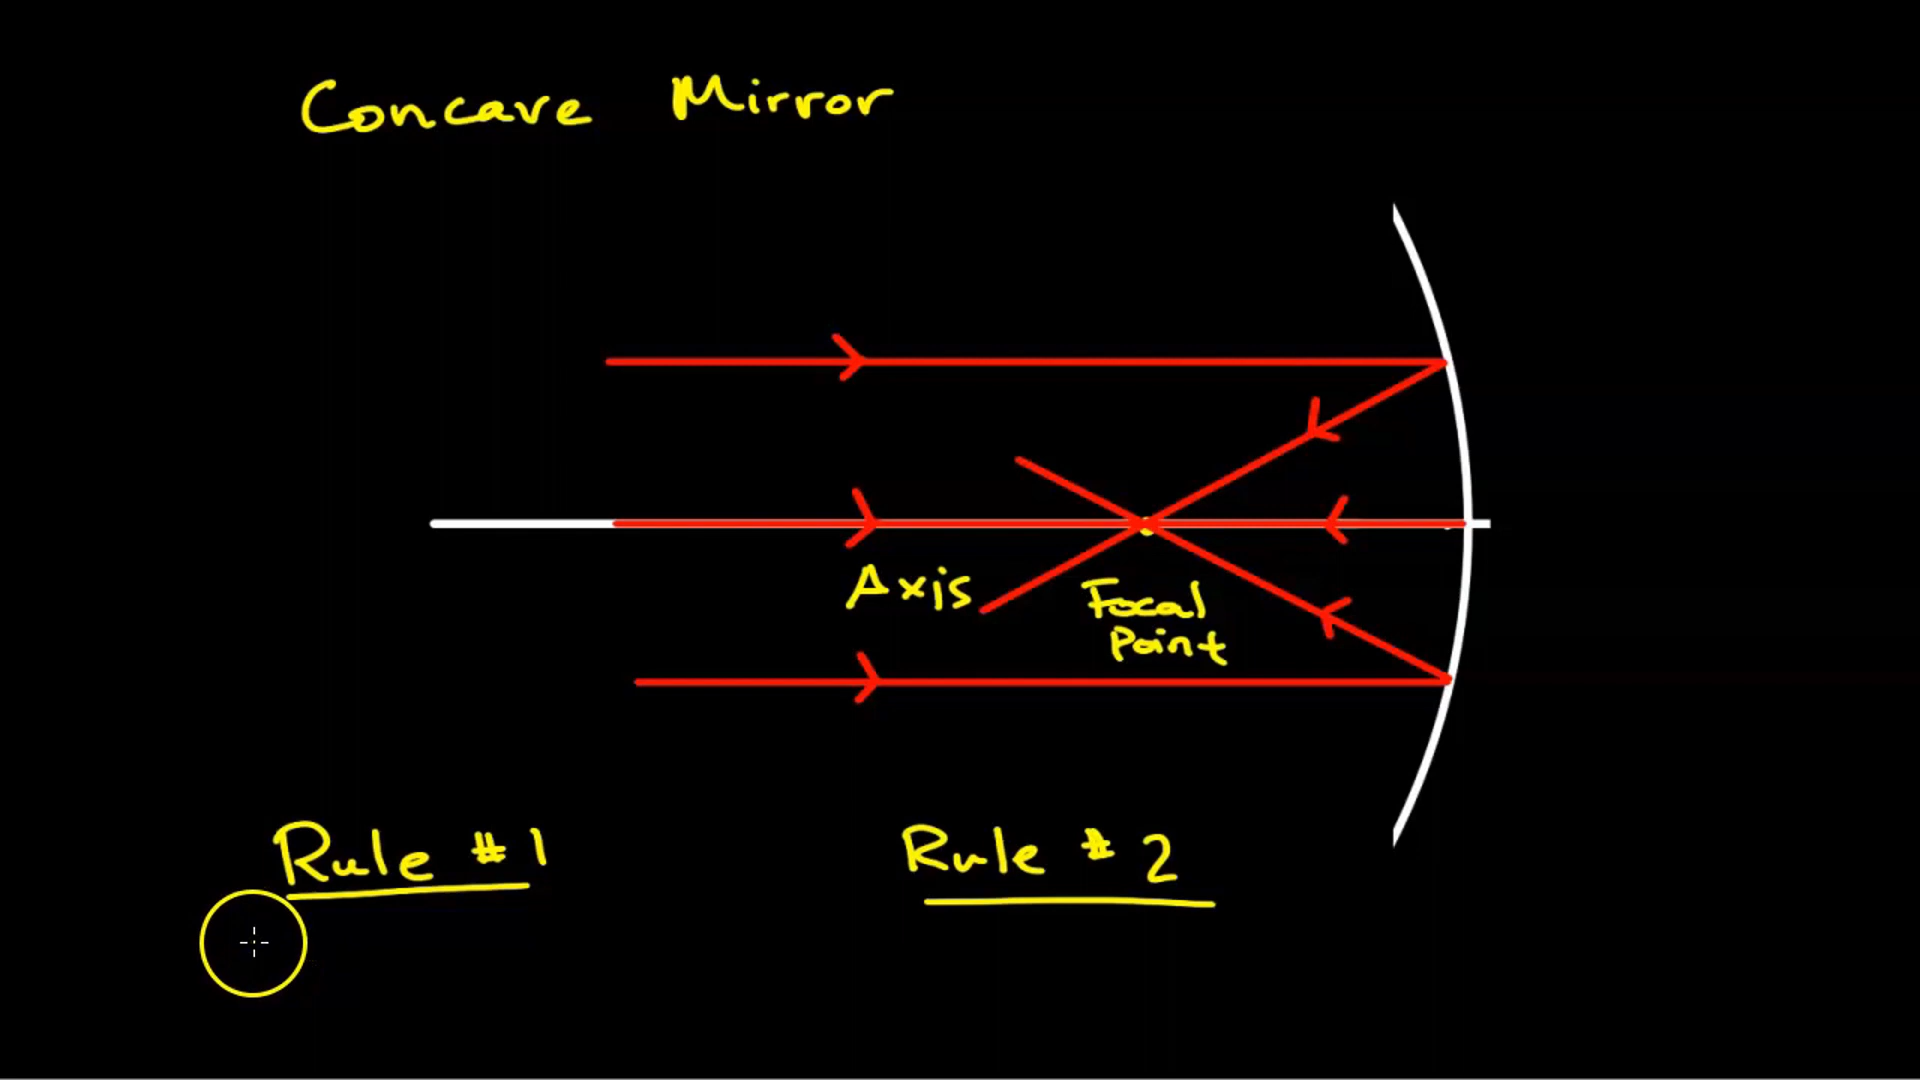 Concave Mirror
Axis
Focal
Point
Rule #1
Rule # 2